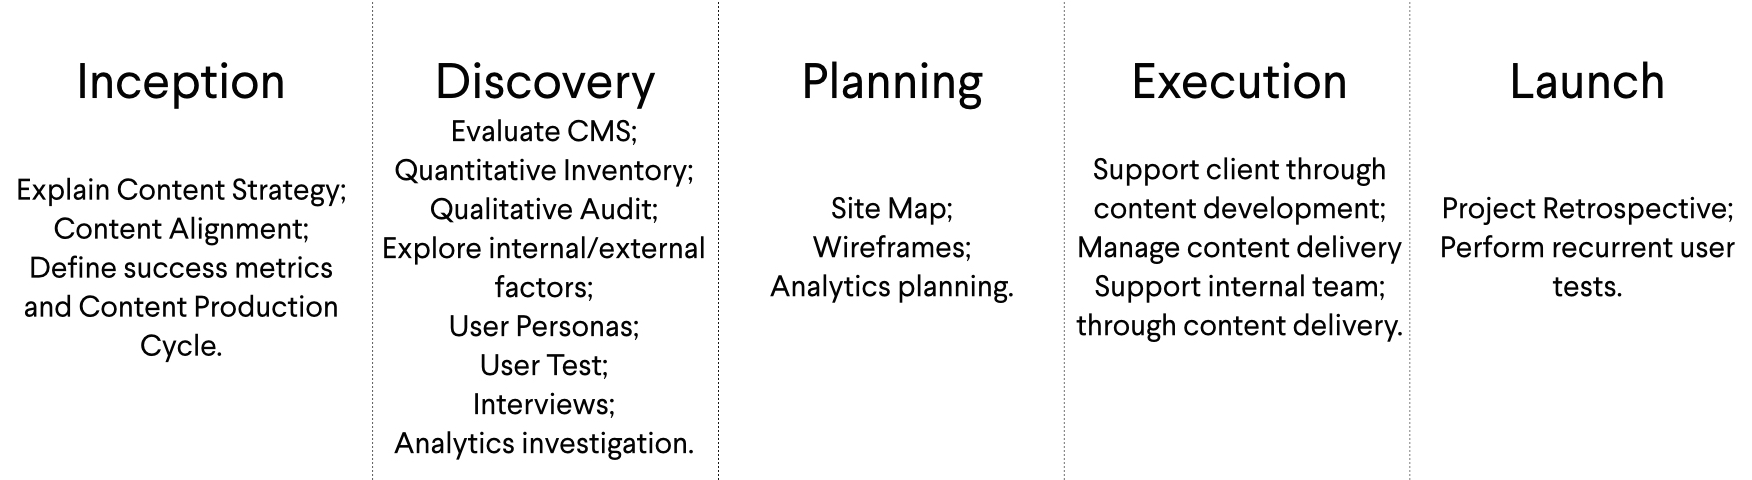 Inception
Explain Content Strategy;
Content Alignment;
Define success metrics
and Content Production
Cycle.
Discovery
Evaluate CMS;
Quantitative Inventory;
Qualitative Audit;
Explore internal/external
factors;
User Personas;
User Test;
Interviews;
Analytics investigation.
Planning
Site Map;
Wireframes;
Analytics planning.
Execution
Support client through
content development;
Manage content delivery
Support internal team;
through content delivery.
Launch
Project Retrospective;
Perform recurrent user
tests.